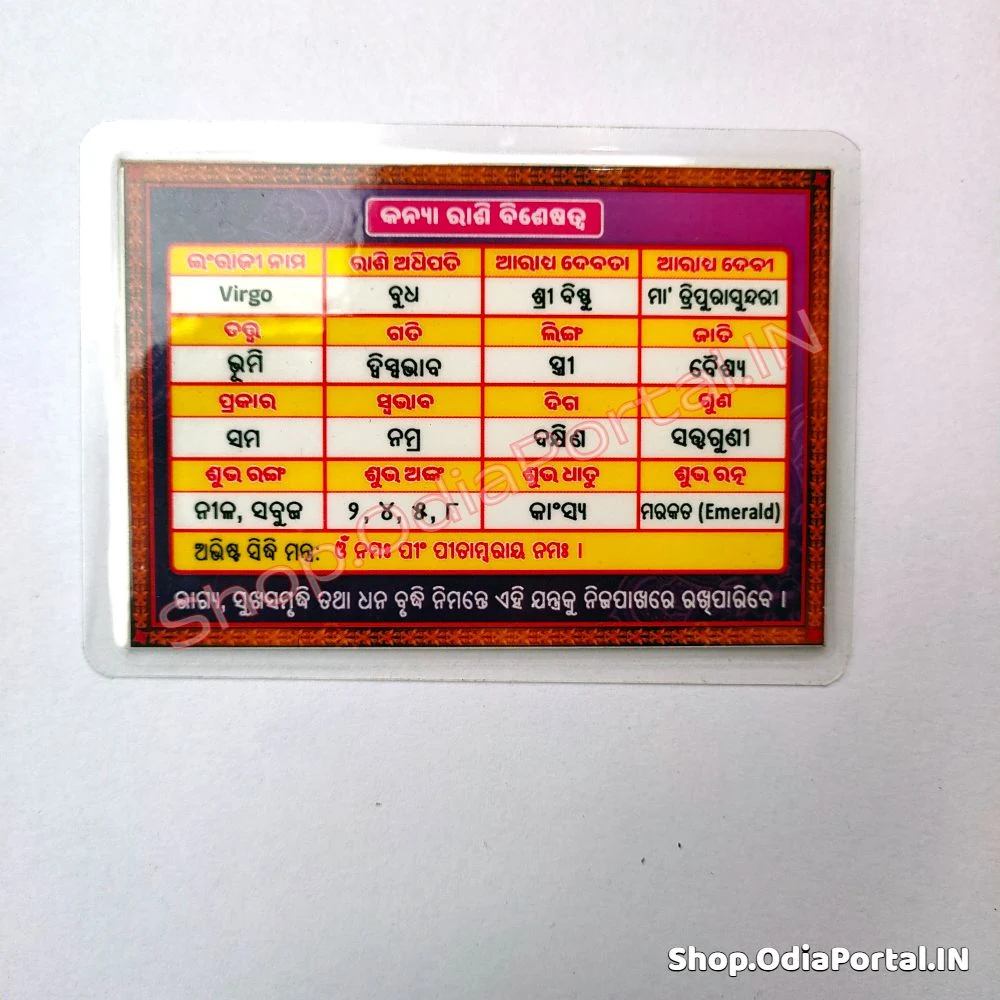 କନ୍ୟା ରାଶି ବିଶେଷତ୍ୱ
ଇଂରାଜୀ ନାମ ରାଶି ଅଧିପତି ଆରାଧ୍ୟ ଦେବତା ଆରାଧ୍ୟ ଦେବୀ
Virgo ବୁଧ ଶ୍ରୀ ବିଷ୍ଣୁ ମା' ତ୍ରିପୁରାସୁନ୍ଦରୀ
ତତ୍ତ୍ୱ ଗତି ଲିଙ୍ଗ ଜାତି
ଭୂମି ଦ୍ୱିସ୍ୱଭାବ ସ୍ତ୍ରୀ ବୈଶ୍ୟ
ପ୍ରକାର ସ୍ୱଭାବ ଦିଗ ଗୁଣ
ସମ ନମ୍ର ଦକ୍ଷିଣ ସତ୍ତ୍ୱଗୁଣୀ
ଶୁଭ ରଙ୍ଗ ଶୁଭ ଅଙ୍କ ଶୁଭ ଧାତୁ ଶୁଭ ରତ୍ନ
ନୀଳ, ସବୁଜ ୨, ୪, ୫, ୮ କାଂସ୍ୟ ମରକତ (Emerald)
ଅଭିଷ୍ଟ ସିଦ୍ଧି ମନ୍ତ୍ର: ଓଁ ନମଃ ପୀଂ ପୀତାମ୍ବରାୟ ନମଃ ।
ଭାଗ୍ୟ, ସୁଖସମୃଦ୍ଧି ତଥା ଧନ ବୃଦ୍ଧି ନିମନ୍ତେ ଏହି ଯନ୍ତ୍ରକୁ ନିଜପାଖରେ ରଖିପାରିବେ ।
Shop.OdiaPortal.IN
Shop.OdiaPortal.IN